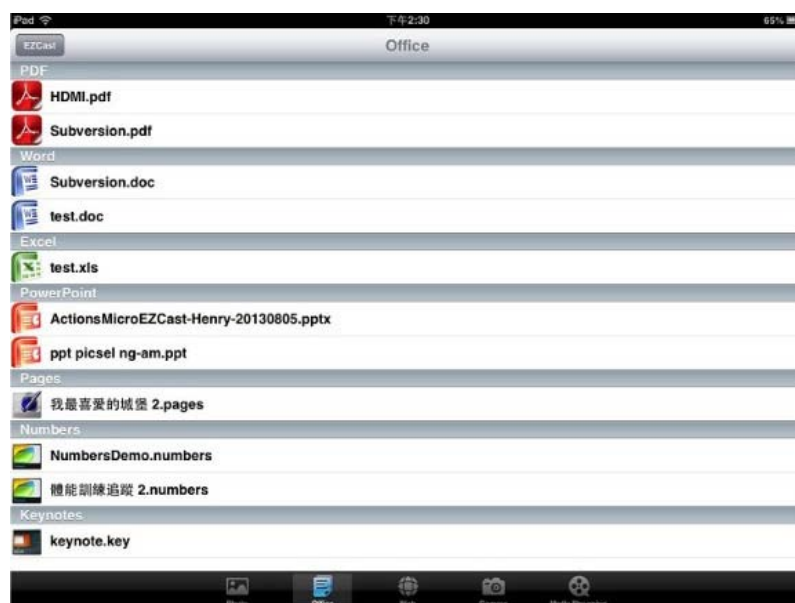 iPad 下午2:30 65%
EZCast Office
PDF
HDMI.pdf
Subversion.pdf
Word
Subversion.doc
test.doc
Excel
test.xls
PowerPoint
ActionsMicroEZCast-Henry-20130805.pptx
ppt picsel ng-am.ppt
Pages
我最喜愛的城堡 2.pages
Numbers
NumbersDemo.numbers
體能訓練追蹤 2.numbers
Keynotes
keynote.key